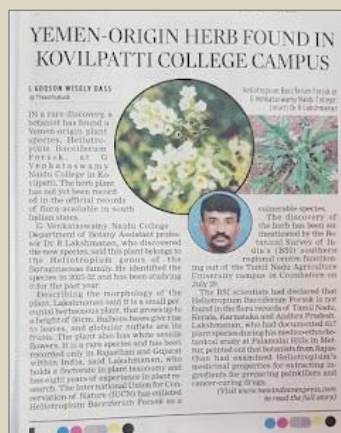 YEMEN-ORIGIN HERB FOUND IN
KOVILPATTI COLLEGE CAMPUS
GODSON WISELY DASS
@ Thoothukudi
IN a rare discovery, a
botanist has found a
Yemen-origin plant
species, Heliotro-
pium Bacciferum
Forssk, at G
Venkataswamy
Naidu College in Ko-
vilpatti. The herb plant
has not yet been record-
ed in the official records
of flora available in south
Indian states.
G Venkataswamy Naidu College
Department of Botany Assistant profes-
sor Dr R Lakshmanan, who discovered
the new species, said this plant belongs to
the Heliotropium genus of the
Boraginaceae family. He identified
the species in 2021-22 and has been studying
it for the past year.
Describing the morphology of the
plant, Lakshmanan said it is a small per-
ennial herbaceous plant, that grows up to
a height of 50cm. Bulbous bases give rise
to leaves, and globular nutlets are its
fruits. The plant also has white sessile
flowers. It is a rare species and has been
recorded only in Rajasthan and Gujarat
within India, said Lakshmanan, who
holds a doctorate in plant taxonomy and
has eight years of experience in plant re-
search. The International Union for Con-
servation of Nature (IUCN) has enlisted
Heliotropium Bacciferum Forssk as a
Heliotropium Bacciferum Forssk at
G Venkataswamy Naidu College;
(inset) Dr R Lakshmanan
vulnerable species.
The discovery of
the herb has been au-
thenticated by the Bo-
tanical Survey of In-
dia's (BSI) southern
regional centre function-
ing out of the Tamil Nadu Agriculture
University campus in Coimbatore on
July 29.
The BSI scientists had declared that
Heliotropium Bacciferum Forssk is not
found in the flora records of Tamil Nadu,
Kerala, Karnataka and Andhra Pradesh.
Lakshmanan, who had documented 617
plant species during his medico-ethnobo-
tanical study at Palamalai Hills in Met-
tur, pointed out that scientists from Rajas-
than had examined Heliotropium's
medicinal properties for extracting in-
gredients for preparing painkillers and
cancer-curing drugs.
(Visit www.newindianexpress.com
to read the full story)